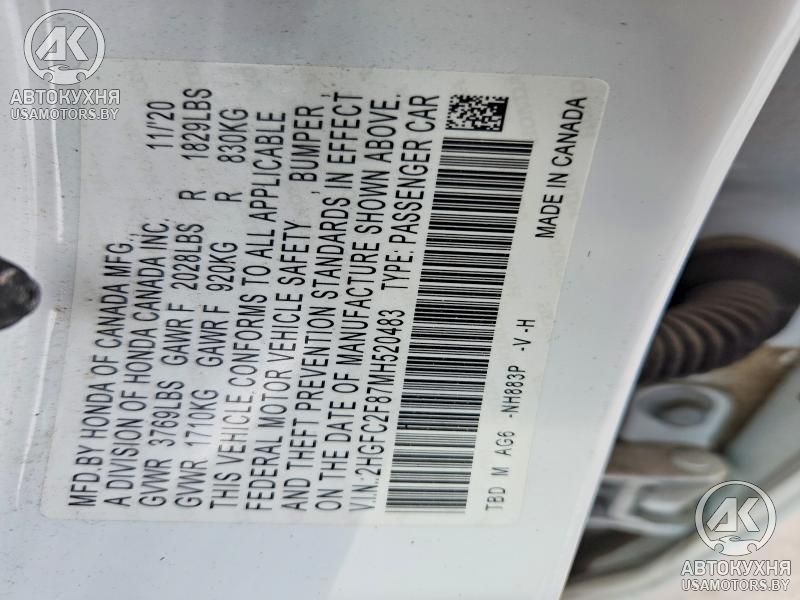 MFD.BY HONDA OF CANADA MFG., 11/20
A DIVISION OF HONDA CANADA INC.
GVWR 3769LBS GAWR F 2028LBS R 1829LBS
GVWR 1710KG GAWR F 920KG R 830KG
THIS VEHICLE CONFORMS TO ALL APPLICABLE
FEDERAL MOTOR VEHICLE SAFETY , BUMPER ,
AND THEFT PREVENTION STANDARDS IN EFFECT
ON THE DATE OF MANUFACTURE SHOWN ABOVE.
V.I.N.:2HGFC2F87MH520483 TYPE: PASSENGER CAR
TBD M AG6 -NH883P -V -H
MADE IN CANADA
АК
АВТОКУХНЯ
USAMOTORS.BY
АК
АВТОКУХНЯ
USAMOTORS.BY